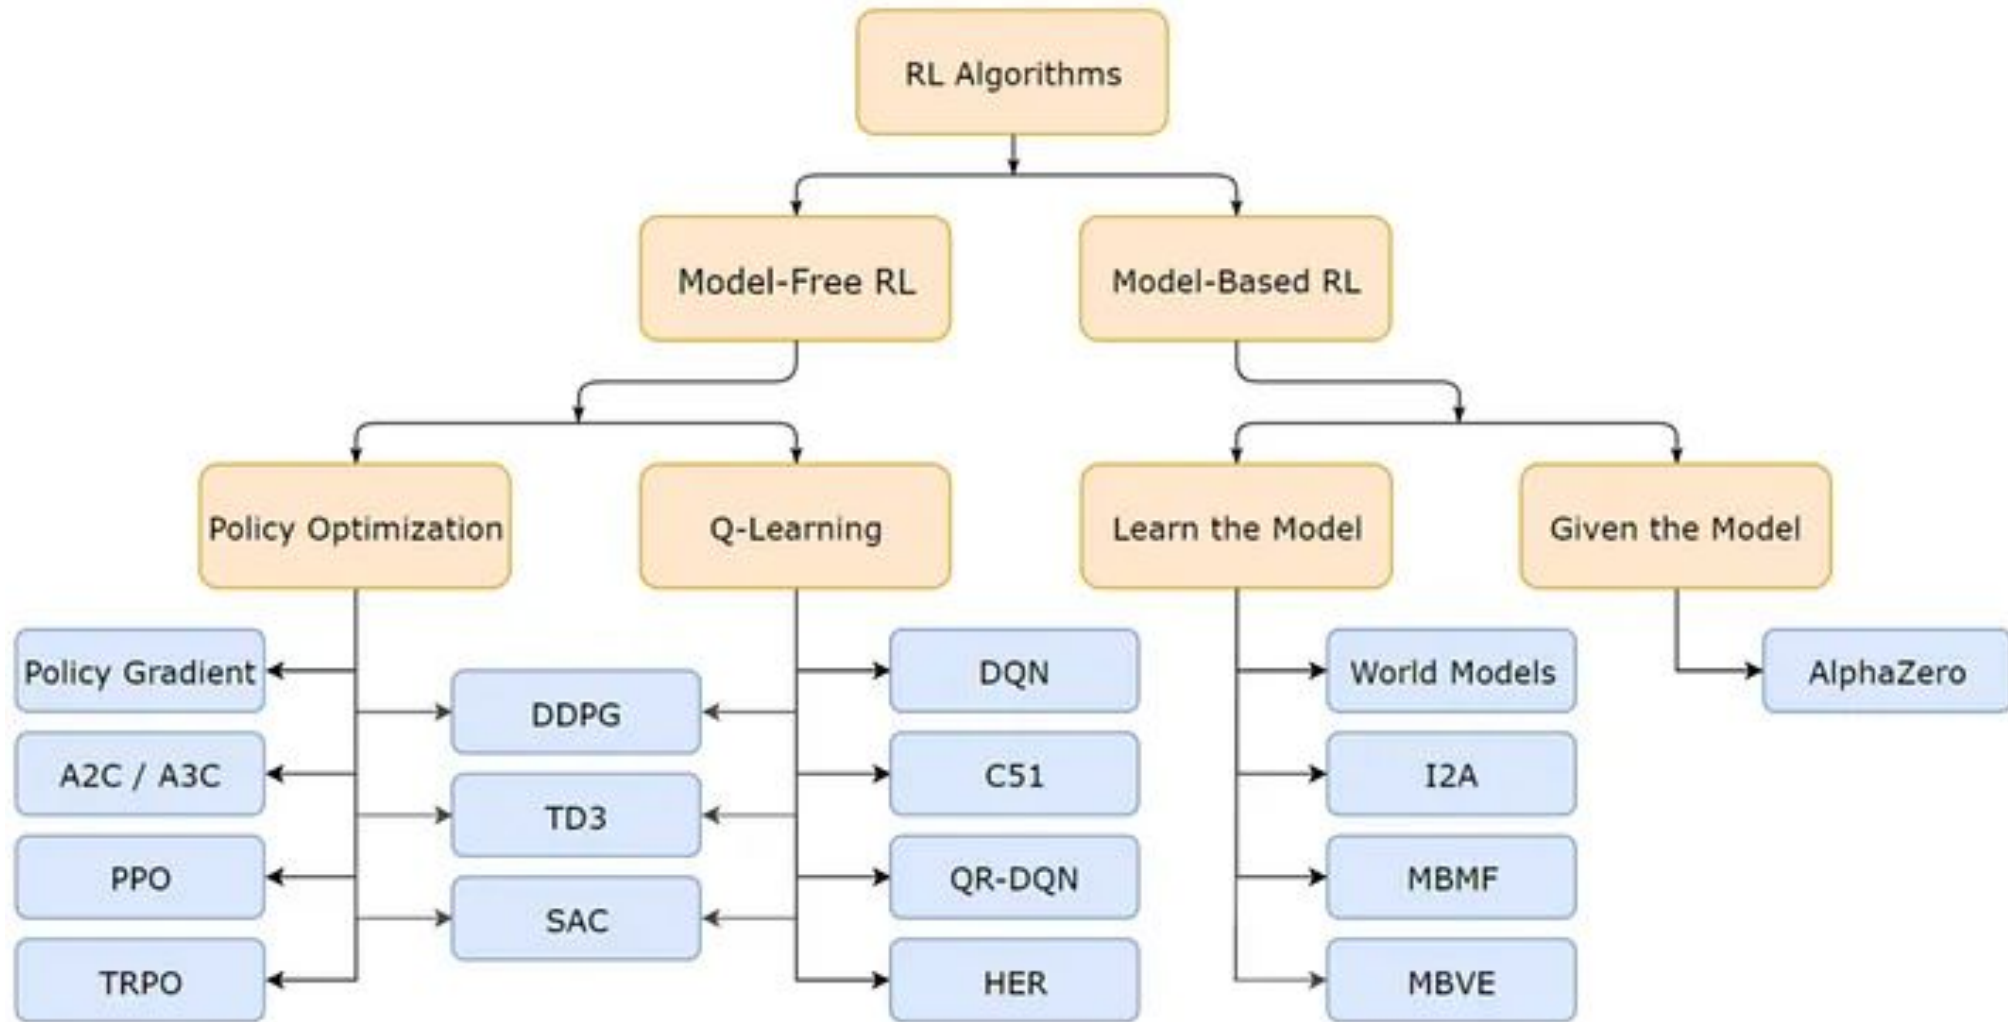 RL Algorithms
Model-Free RL
Model-Based RL
Policy Optimization
Q-Learning
Learn the Model
Given the Model
Policy Gradient
DDPG
DQN
World Models
AlphaZero
A2C / A3C
TD3
C51
I2A
PPO
SAC
QR-DQN
MBMF
TRPO
HER
MBVE